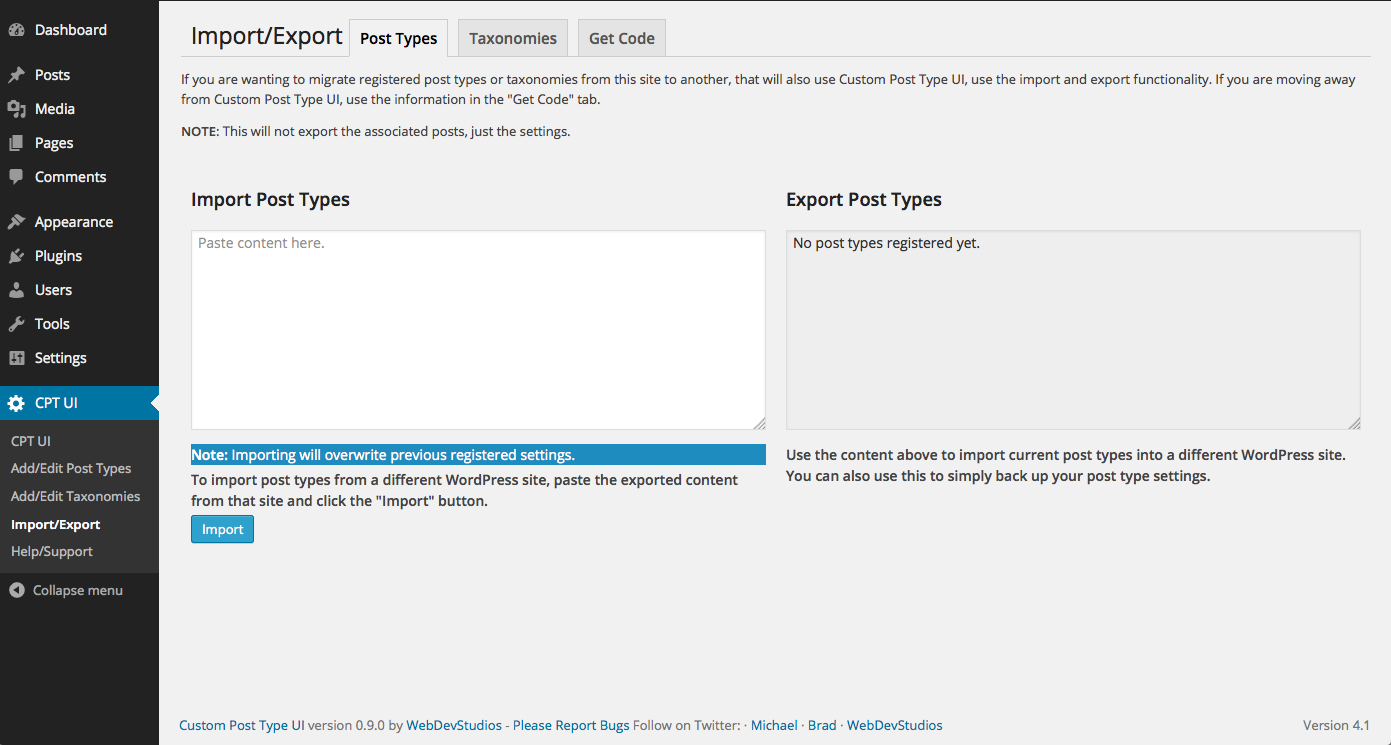 Dashboard
Posts
Media
Pages
Comments
Appearance
Plugins
Users
Tools
Settings
CPT UI
CPT UI
Add/Edit Post Types
Add/Edit Taxonomies
Import/Export
Help/Support
Collapse menu
Import/Export Post Types Taxonomies Get Code
If you are wanting to migrate registered post types or taxonomies from this site to another, that will also use Custom Post Type UI, use the import and export functionality. If you are moving away
from Custom Post Type UI, use the information in the "Get Code" tab.
NOTE: This will not export the associated posts, just the settings.
Import Post Types
Paste content here.
Note: Importing will overwrite previous registered settings.
To import post types from a different WordPress site, paste the exported content
from that site and click the "Import" button.
Import
Export Post Types
No post types registered yet.
Use the content above to import current post types into a different WordPress site.
You can also use this to simply back up your post type settings.
Custom Post Type UI version 0.9.0 by WebDevStudios - Please Report Bugs Follow on Twitter: · Michael · Brad · WebDevStudios
Version 4.1